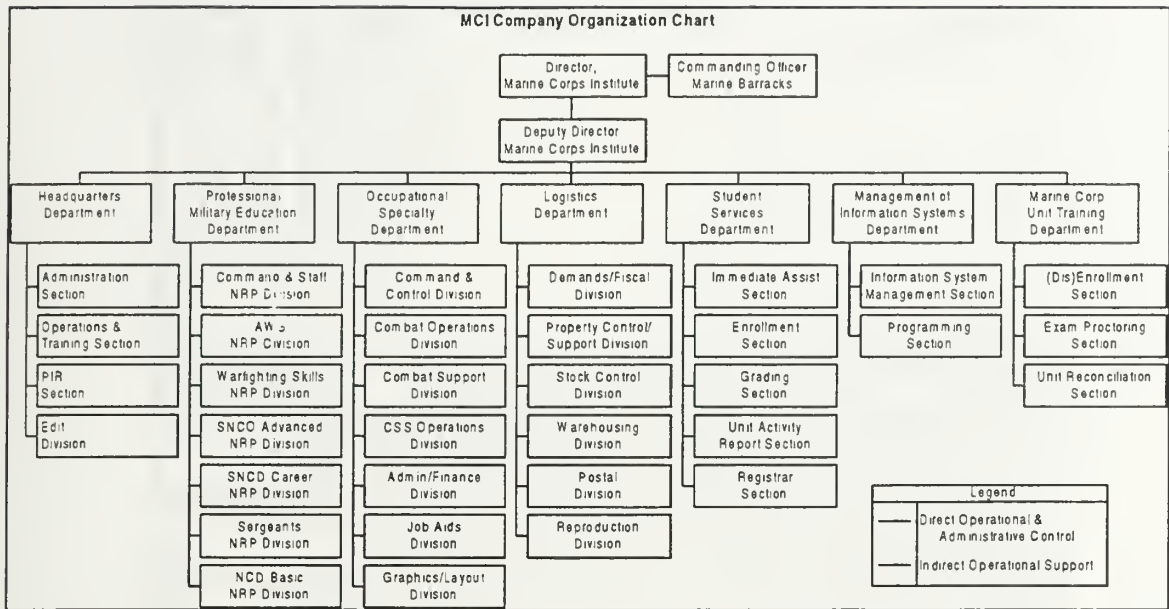 MCI Company Organization Chart
Director,
Marine Corps Institute
Commanding Officer
Marine Barracks
Deputy Director
Marine Corps Institute
Headquarters
Department
Professional
Military Education
Department
Occupational
Specialty
Department
Logistics
Department
Student
Services
Department
Management of
Information Systems
Department
Marine Corp
Unit Training
Department
Administration
Section
Operations &
Training Section
PIR
Section
Edit
Division
Command & Staff
NRP Division
AWS
NRP Division
Warfighting Skills
NRP Division
SNCO Advanced
NRP Division
SNCD Career
NRP Division
Sergeants
NRP Division
NCD Basic
NRP Division
Command &
Control Division
Combat Operations
Division
Combat Support
Division
CSS Operations
Division
Admin/Finance
Division
Job Aids
Division
Graphics/Layout
Division
Demands/Fiscal
Division
Property Control/
Support Division
Stock Control
Division
Warehousing
Division
Postal
Division
Reproduction
Division
Immediate Assist
Section
Enrollment
Section
Grading
Section
Unit Activity
Report Section
Registrar
Section
Information System
Management Section
Programming
Section
(Dis)Enrollment
Section
Exam Proctoring
Section
Unit Reconciliation
Section
Legend
Direct Operational &
Administrative Control
Indirect Operational Support